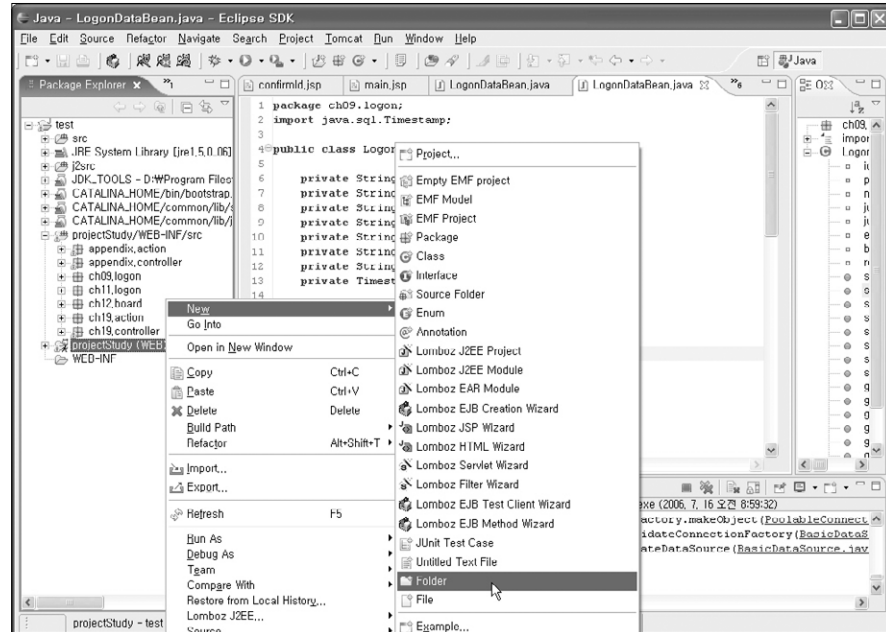 Java - LogonDataBean.java - Eclipse SDK
File Edit Source Refactor Navigate Search Project Tomcat Run Window Help
Java
Package Explorer
confirmId.jsp main.jsp LogonDataBean.java LogonDataBean.java
test
src
JRE System Library [jre1.5.0_06]
j2src
JDK_TOOLS - D:₩Program Files
CATALINA_HOME/bin/bootstrap.
CATALINA_HOME/common/lib/s
CATALINA_HOME/common/lib/j
projectStudy/WEB-INF/src
appendix.action
appendix.controller
ch09.logon
ch11.logon
ch12.board
ch19.action
ch19.controller
projectStudy (WEB)
WEB-INF
1 package ch09.logon;
2 import java.sql.Timestamp;
3
4 public class Logon
5
6 private String
7 private String
8 private String
9 private String
10 private String
11 private String
12 private String
13 private Timest
14
New
Go Into
Open in New Window
Copy Ctrl+C
Paste Ctrl+V
Delete Delete
Build Path
Refactor Alt+Shift+T
Import...
Export...
Refresh F5
Run As
Debug As
Team
Compare With
Restore from Local History...
Lomboz J2EE...
Source
Project...
Empty EMF project
EMF Model
EMF Project
Package
Class
Interface
Source Folder
Enum
Annotation
Lomboz J2EE Project
Lomboz J2EE Module
Lomboz EAR Module
Lomboz EJB Creation Wizard
Lomboz JSP Wizard
Lomboz HTML Wizard
Lomboz Servlet Wizard
Lomboz Filter Wizard
Lomboz EJB Test Client Wizard
Lomboz EJB Method Wizard
JUnit Test Case
Untitled Text File
Folder
File
Example...
ch09.
impor
Logor
exe (2006. 7. 16 오전 8:59:32)
actory.makeObject(PoolableConnect
idateConnectionFactory(BasicDataS
ateDataSource(BasicDataSource.jav
projectStudy - test